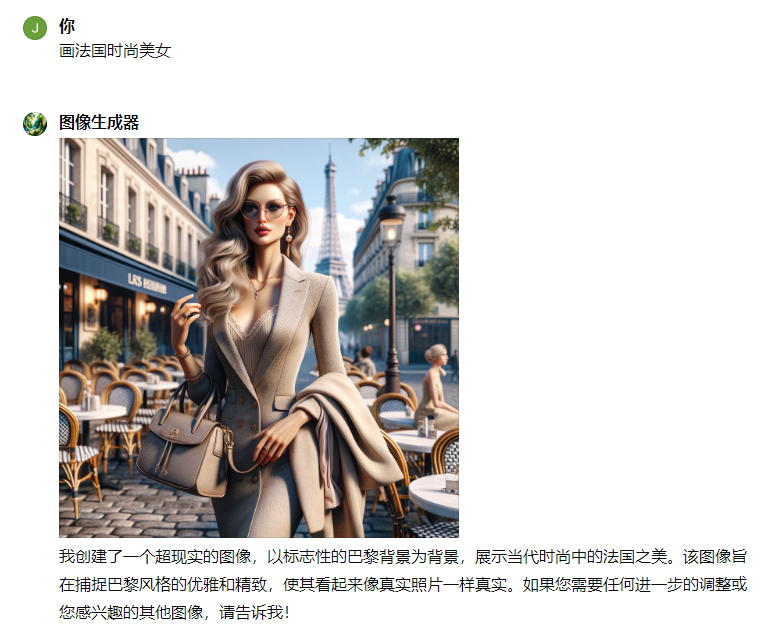 J
你
画法国时尚美女
图像生成器
我创建了一个超现实的图像，以标志性的巴黎背景为背景，展示当代时尚中的法国之美。该图像旨
在捕捉巴黎风格的优雅和精致，使其看起来像真实照片一样真实。如果您需要任何进一步的调整或
您感兴趣的其他图像，请告诉我！